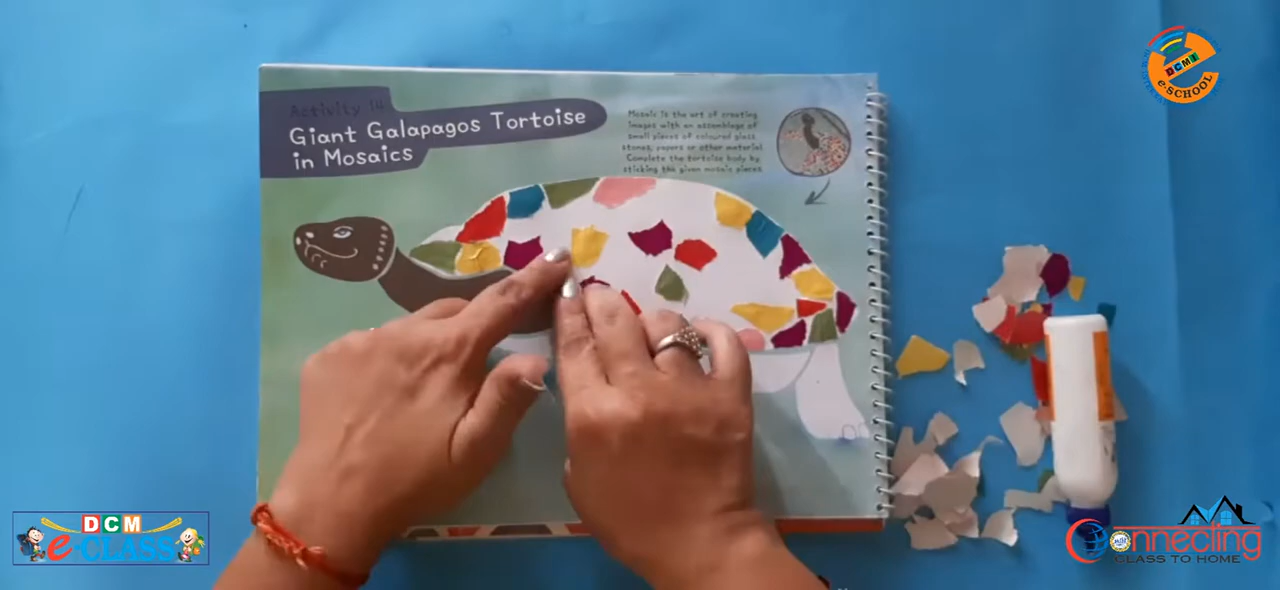 Activity 14
Giant Galapagos Tortoise
in Mosaics
Mosaic is the art of creating
images with an assemblage of
small pieces of coloured glass
stones, papers or other material
Complete the tortoise body by
sticking the given mosaic pieces
DCMT
e-SCHOOL
DCM
e-CLASS
Connecting
CLASS TO HOME